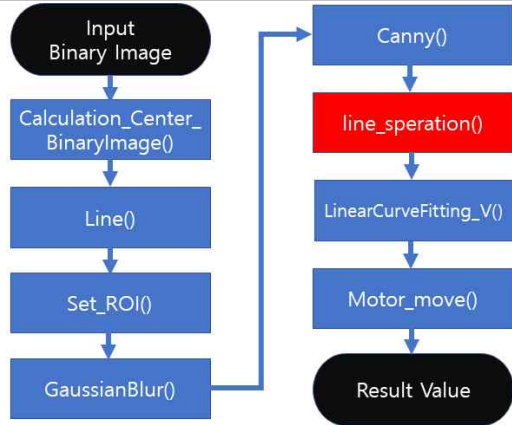 Input
Binary Image
Calculation_Center_
BinaryImage()
Line()
Set_ROI()
GaussianBlur()
Canny()
line_speration()
LinearCurveFitting_V()
Motor_move()
Result Value